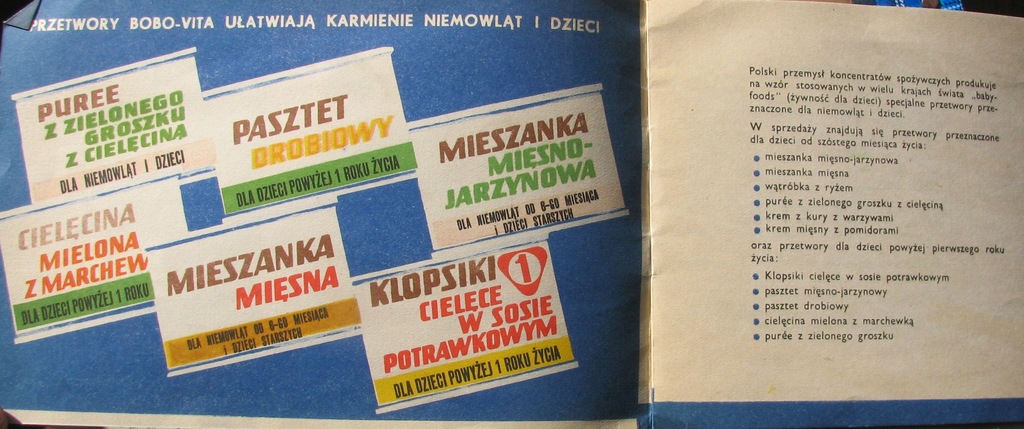 PRZETWORY BOBO-VITA UŁATWIAJĄ KARMIENIE NIEMOWLĄT I DZIECI
PUREE
Z ZIELONEGO
GROSZKU
Z CIELĘCINĄ
DLA NIEMOWLĄT I DZIECI
PASZTET
DROBIOWY
DLA DZIECI POWYŻEJ 1 ROKU ŻYCIA
MIESZANKA
MIĘSNO-
JARZYNOWA
DLA NIEMOWLĄT OD 6-GO MIESIĄCA
I DZIECI STARSZYCH
CIELĘCINA
MIELONA
Z MARCHEW
DLA DZIECI POWYŻEJ 1 ROKU
MIESZANKA
MIĘSNA
DLA NIEMOWLĄT OD 6-GO MIESIĄCA
I DZIECI STARSZYCH
KLOPSIKI 1
CIELĘCE
W SOSIE
POTRAWKOWYM
DLA DZIECI POWYŻEJ 1 ROKU ŻYCIA
Polski przemysł koncentratów spożywczych produkuje
na wzór stosowanych w wielu krajach świata „baby-
foods" (żywność dla dzieci) specjalne przetwory prze-
znaczone dla niemowląt i dzieci.
W sprzedaży znajdują się przetwory przeznaczone
dla dzieci od szóstego miesiąca życia:
• mieszanka mięsno-jarzynowa
• mieszanka mięsna
• wątróbka z ryżem
• purée z zielonego groszku z cielęciną
• krem z kury z warzywami
• krem mięsny z pomidorami
oraz przetwory dla dzieci powyżej pierwszego roku
życia:
• Klopsiki cielęce w sosie potrawkowym
• pasztet mięsno-jarzynowy
• pasztet drobiowy
• cielęcina mielona z marchewką
• purée z zielonego groszku